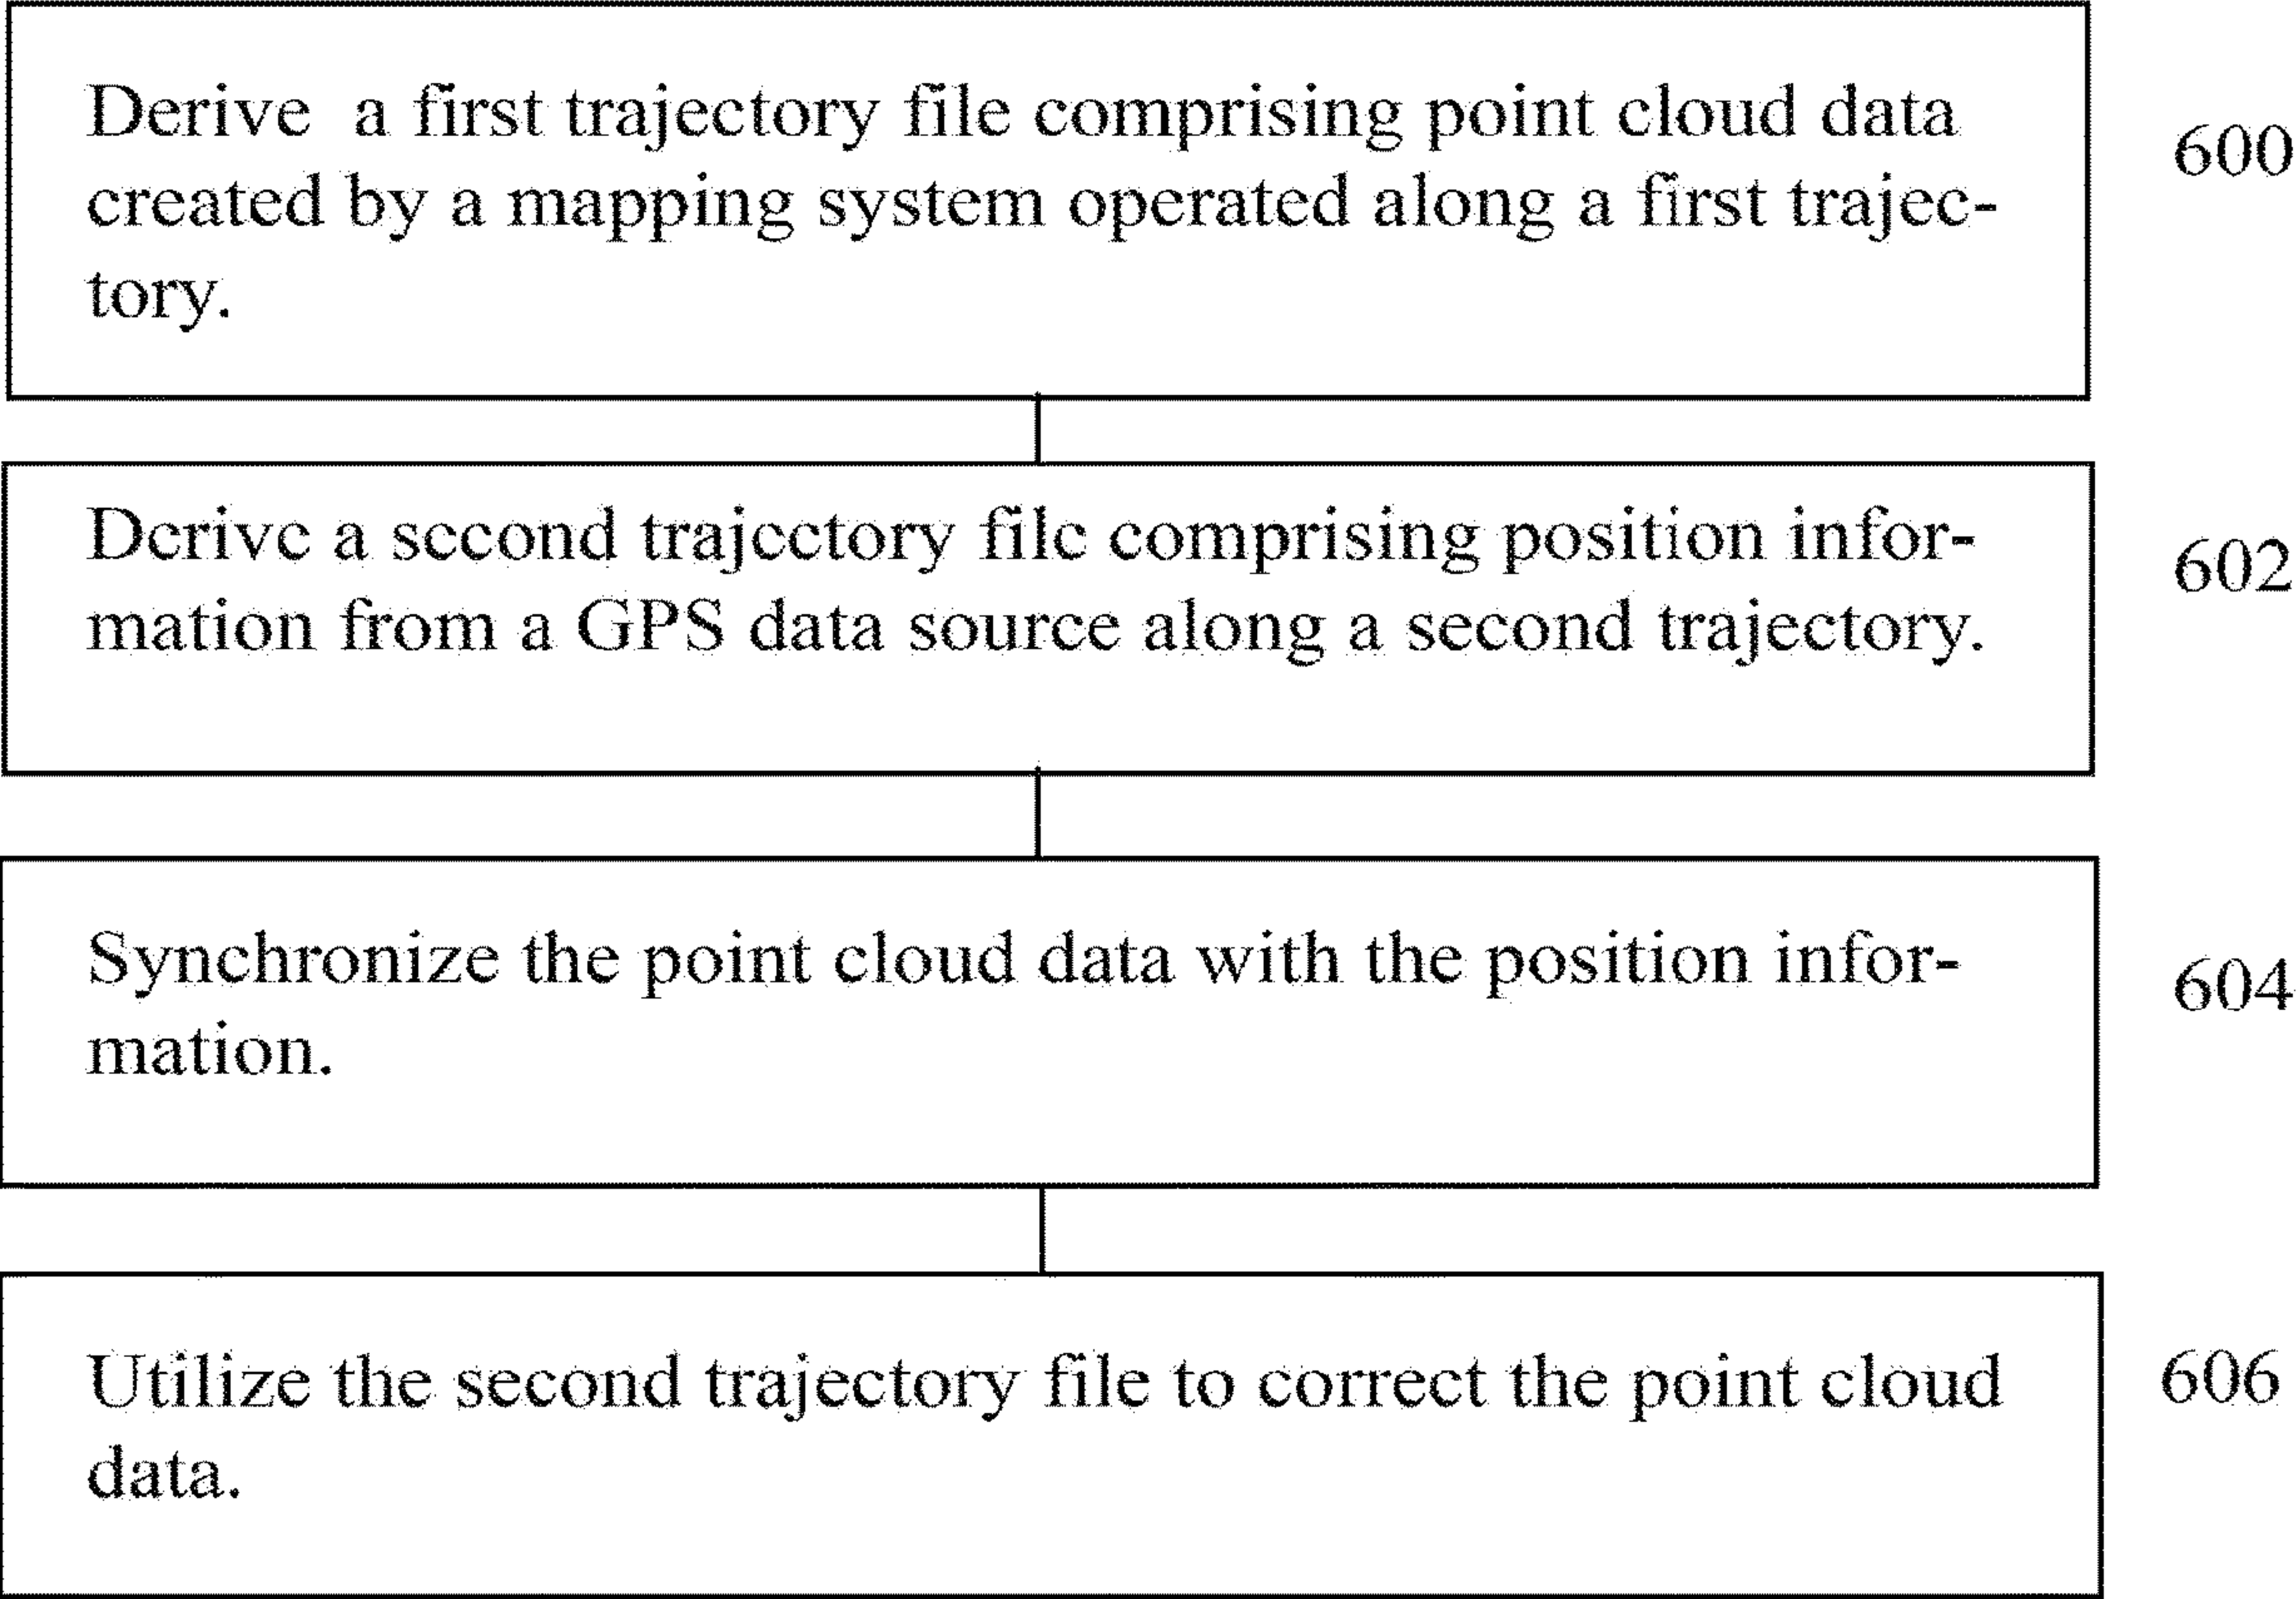 Derive a first trajectory file comprising point cloud data
created by a mapping system operated along a first trajec-
tory.
600
Derive a second trajectory file comprising position infor-
mation from a GPS data source along a second trajectory.
602
Synchronize the point cloud data with the position infor-
mation.
604
Utilize the second trajectory file to correct the point cloud
data.
606